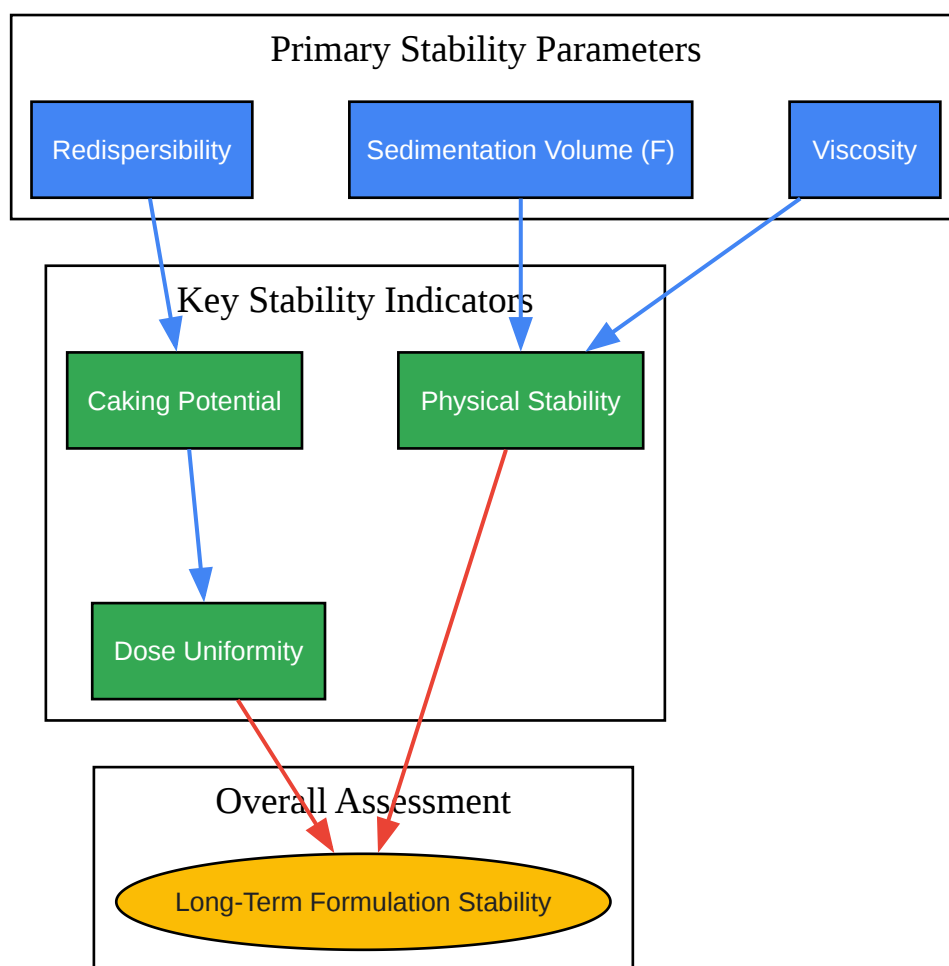 Primary Stability Parameters
Redispersibility
Sedimentation Volume (F)
Viscosity
Key Stability Indicators
Caking Potential
Physical Stability
Dose Uniformity
Overall Assessment
Long-Term Formulation Stability